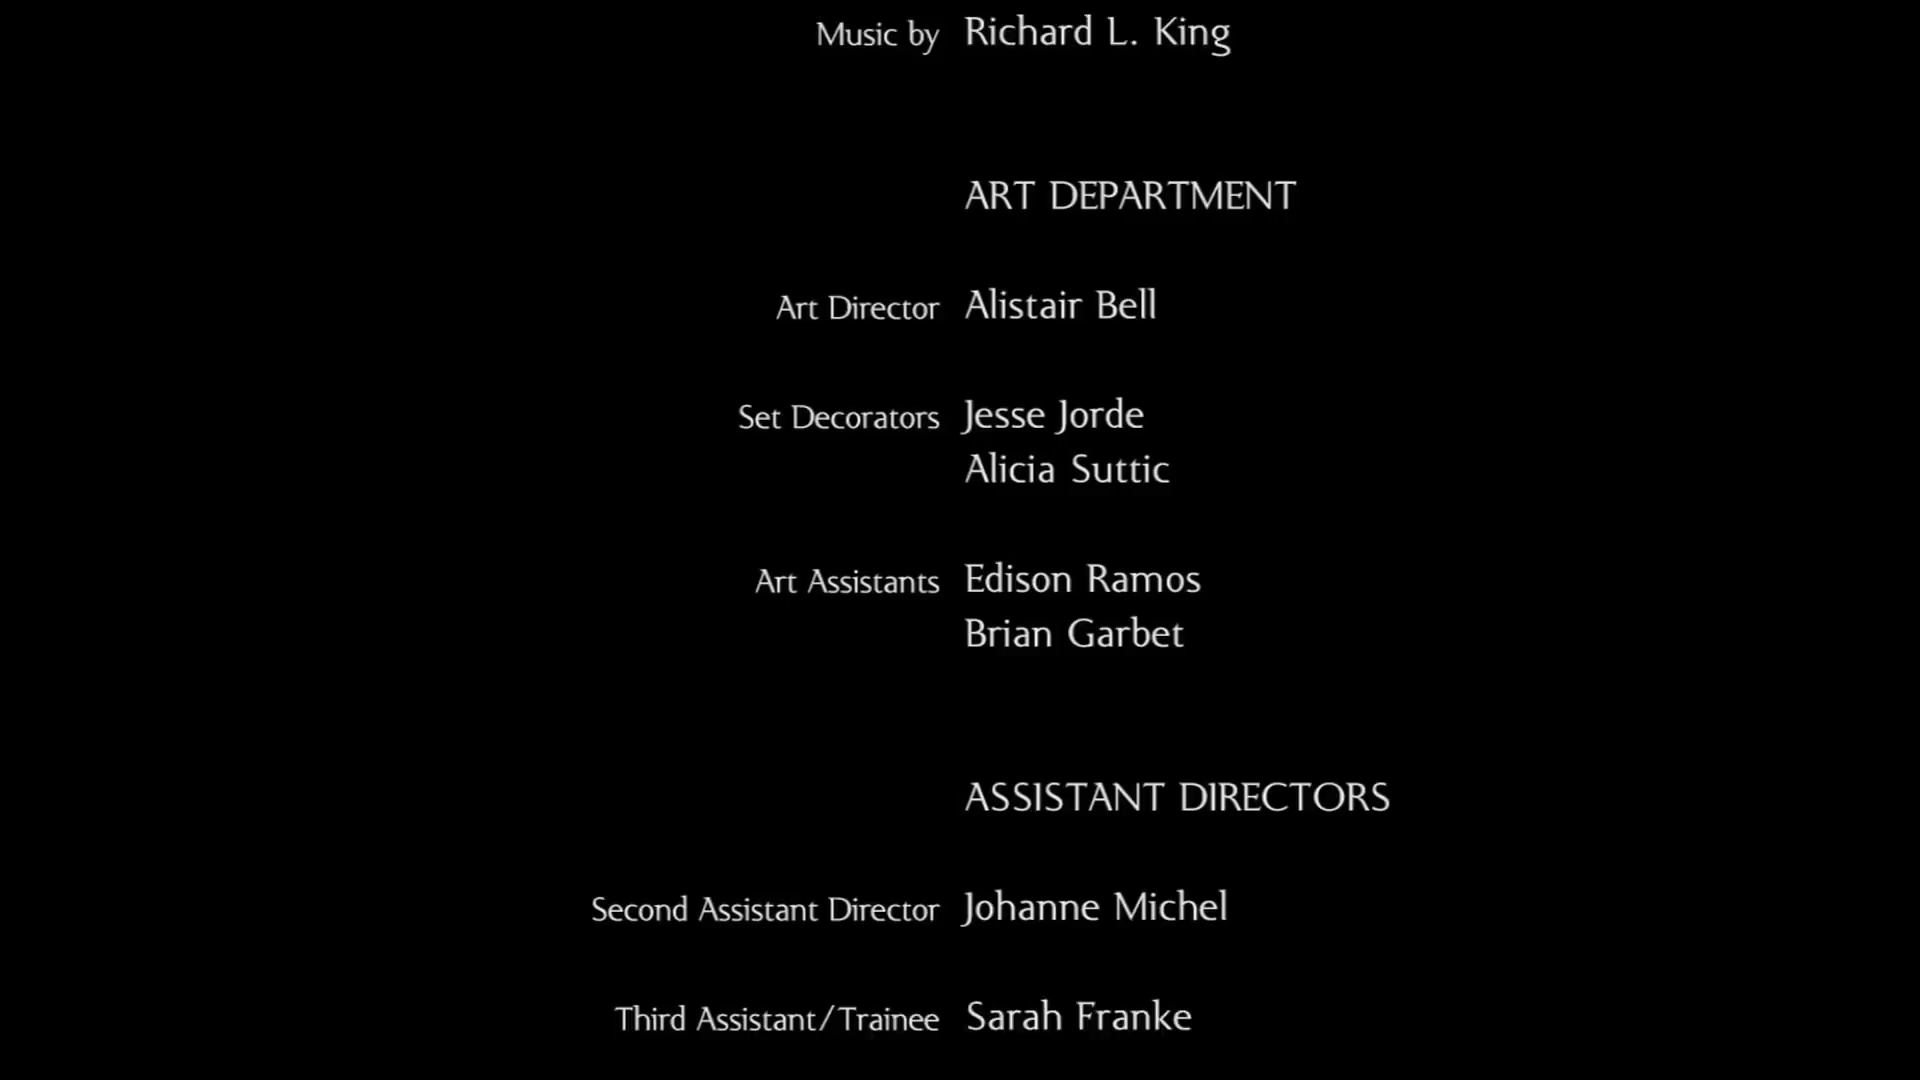 Music by Richard L. King
ART DEPARTMENT
Art Director Alistair Bell
Set Decorators Jesse Jorde
Alicia Suttic
Art Assistants Edison Ramos
Brian Garbet
ASSISTANT DIRECTORS
Second Assistant Director Johanne Michel
Third Assistant/Trainee Sarah Franke